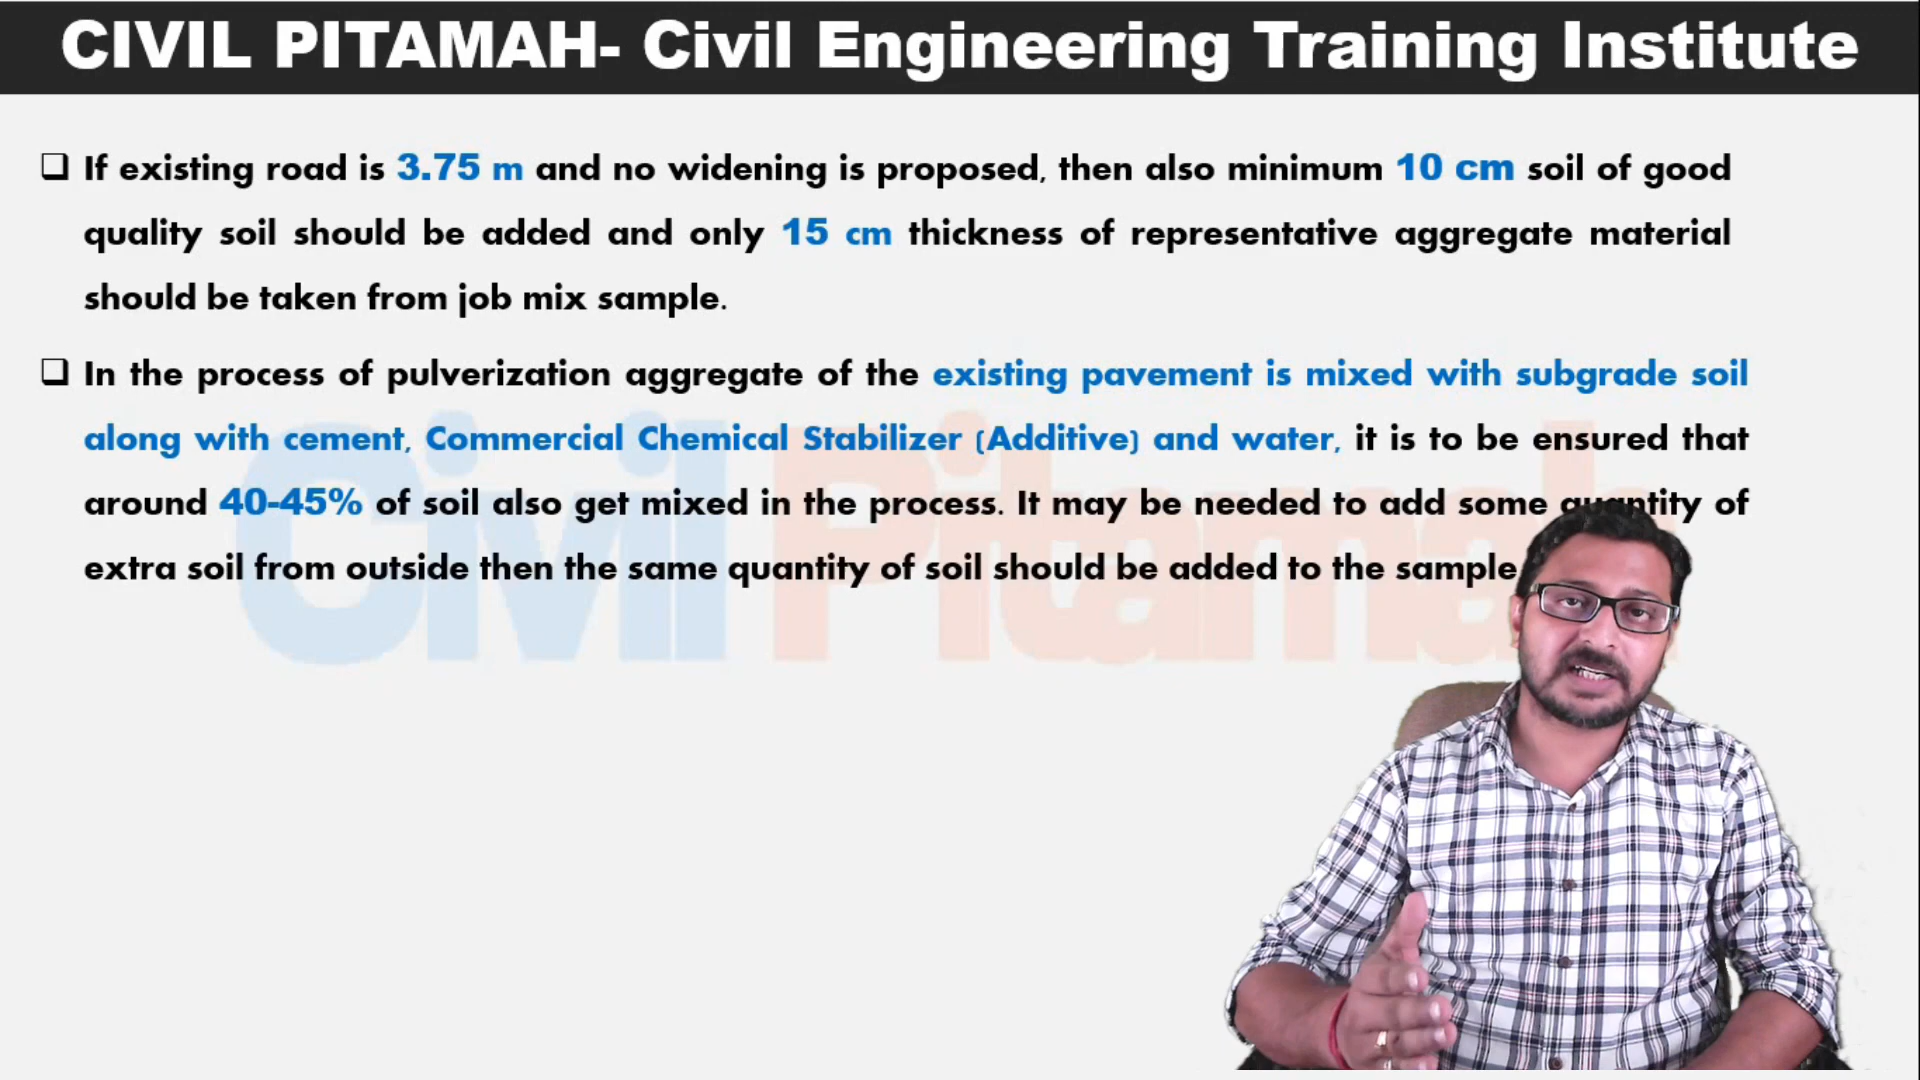 CIVIL PITAMAH- Civil Engineering Training Institute
❑ If existing road is 3.75 m and no widening is proposed, then also minimum 10 cm soil of good
quality soil should be added and only 15 cm thickness of representative aggregate material
should be taken from job mix sample.
❑ In the process of pulverization aggregate of the existing pavement is mixed with subgrade soil
along with cement, Commercial Chemical Stabilizer (Additive) and water, it is to be ensured that
around 40-45% of soil also get mixed in the process. It may be needed to add some quantity of
extra soil from outside then the same quantity of soil should be added to the sample
Civil Pitamah